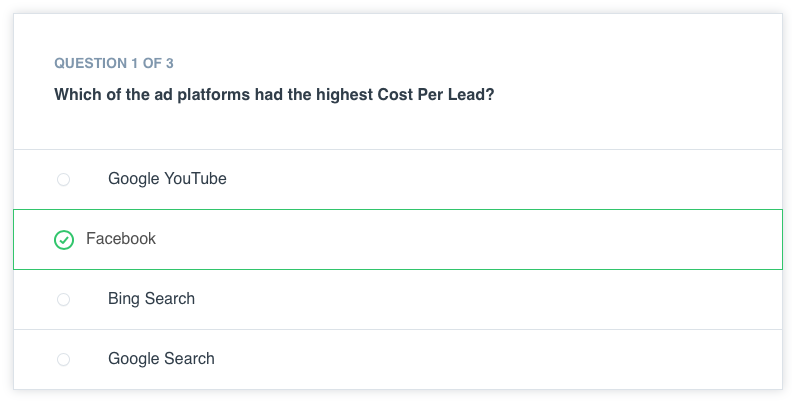 QUESTION 1 OF 3
Which of the ad platforms had the highest Cost Per Lead?
Google YouTube
Facebook
Bing Search
Google Search